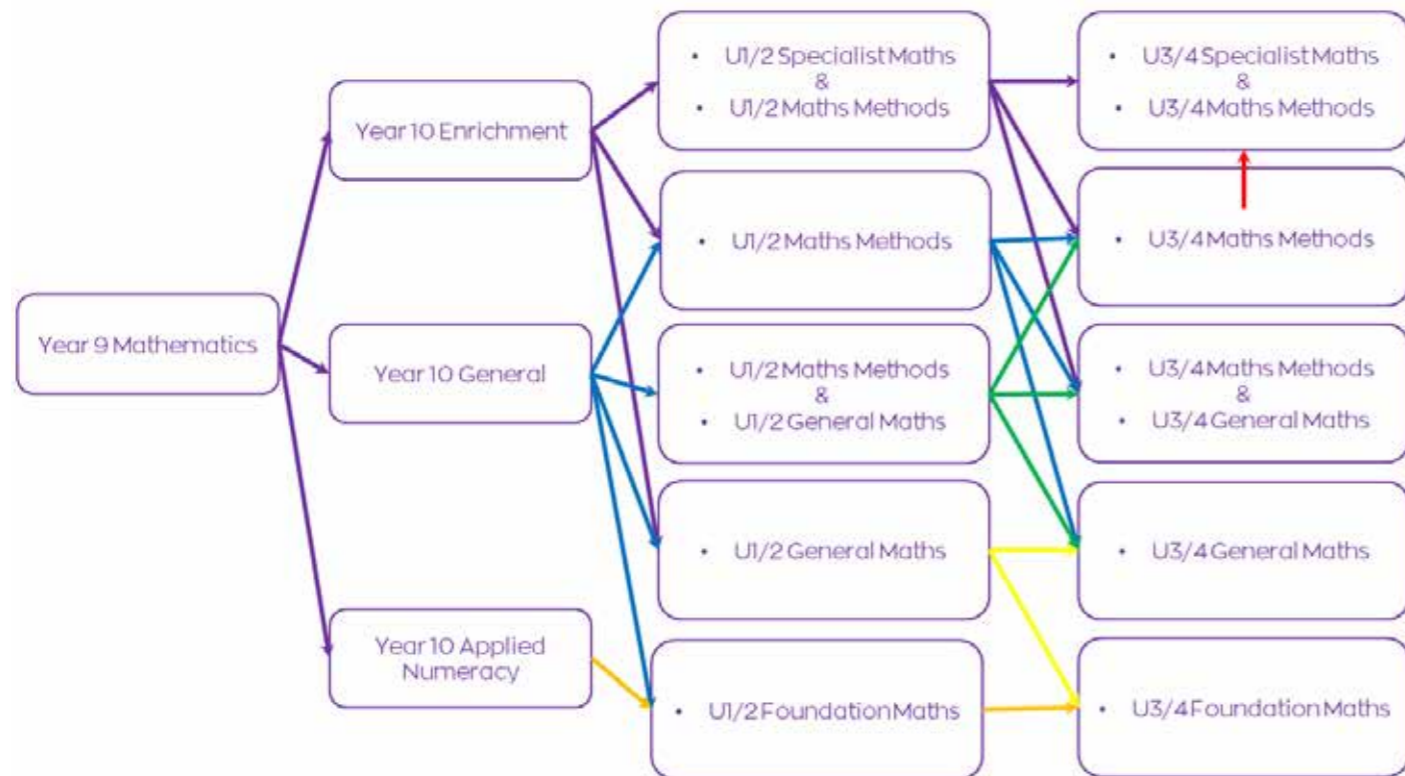 Year 9 Mathematics
Year 10 Enrichment
Year 10 General
Year 10 Applied
Numeracy
• U1/2 Specialist Maths
&
• U1/2 Maths Methods
• U1/2 Maths Methods
• U1/2 Maths Methods
&
• U1/2 General Maths
• U1/2 General Maths
• U1/2 Foundation Maths
• U3/4 Specialist Maths
&
• U3/4 Maths Methods
• U3/4 Maths Methods
• U3/4 Maths Methods
&
• U3/4 General Maths
• U3/4 General Maths
• U3/4 Foundation Maths